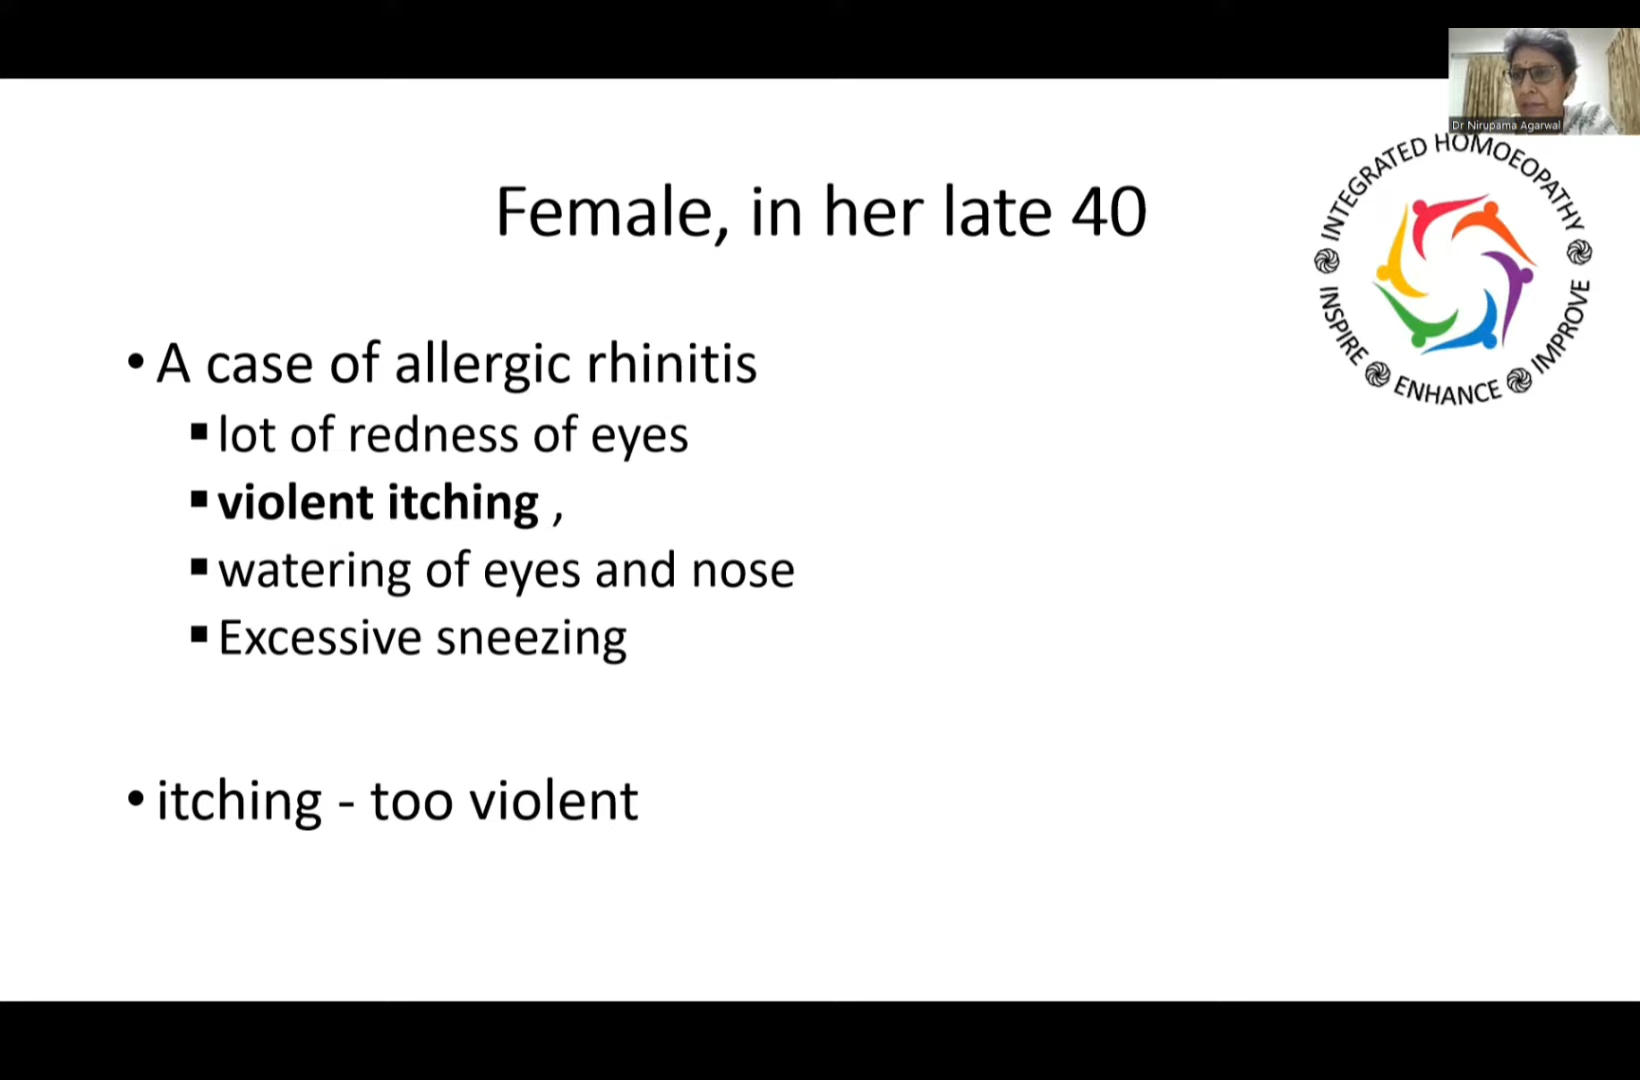 Dr Nirupama Agarwal
INTEGRATED HOMOEOPATHY
INSPIRE ENHANCE IMPROVE
Female, in her late 40
•A case of allergic rhinitis
▪lot of redness of eyes
▪violent itching ,
▪watering of eyes and nose
▪Excessive sneezing
•itching - too violent